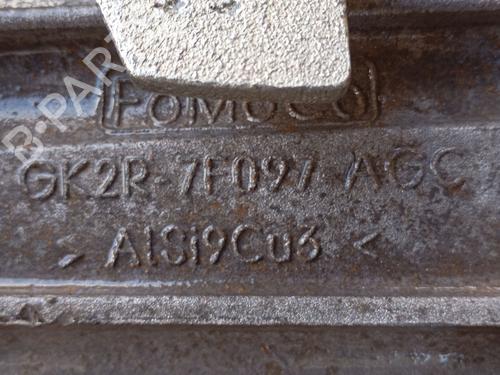 FoMoCo
GK2R-7F097-AGC
> AlSi9Cu3 <
B-PARTS